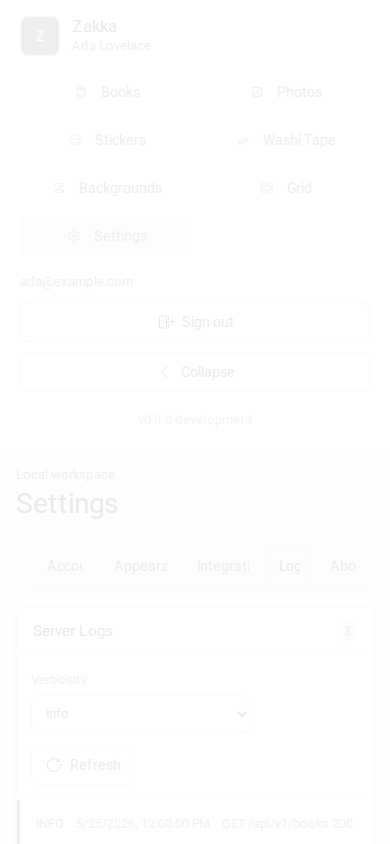 Z
Zakka
Ada Lovelace
Books
Photos
Stickers
Washi Tape
Backgrounds
Grid
Settings
ada@example.com
Sign out
Collapse
v0.0.0-development
Local workspace
Settings
Accou
Appeara
Integrati
Log
Abo
Server Logs
3
Verbosity
Info
Refresh
INFO 5/25/2026, 12:00:00 PM GET /api/v1/books 200